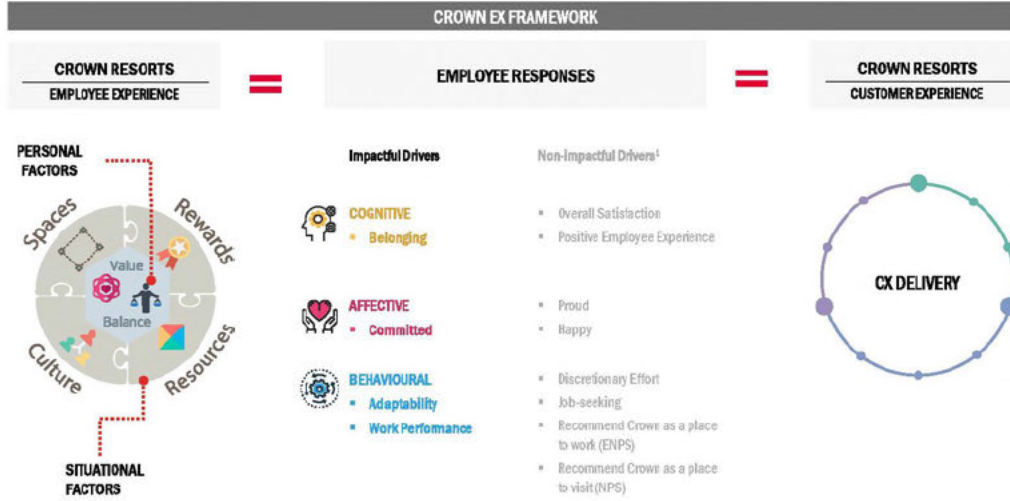 CROWN EX FRAMEWORK
CROWN RESORTS
EMPLOYEE EXPERIENCE
=
EMPLOYEE RESPONSES
=
CROWN RESORTS
CUSTOMER EXPERIENCE
PERSONAL
FACTORS
Spaces
Rewards
Value
Balance
Culture
Resources
SITUATIONAL
FACTORS
Impactful Drivers
COGNITIVE
▪ Belonging
AFFECTIVE
▪ Committed
BEHAVIOURAL
▪ Adaptability
▪ Work Performance
Non-impactful Drivers¹
▪ Overall Satisfaction
▪ Positive Employee Experience
▪ Proud
▪ Happy
▪ Discretionary Effort
▪ Job-seeking
▪ Recommend Crown as a place
to work (ENPS)
▪ Recommend Crown as a place
to visit (NPS)
CX DELIVERY